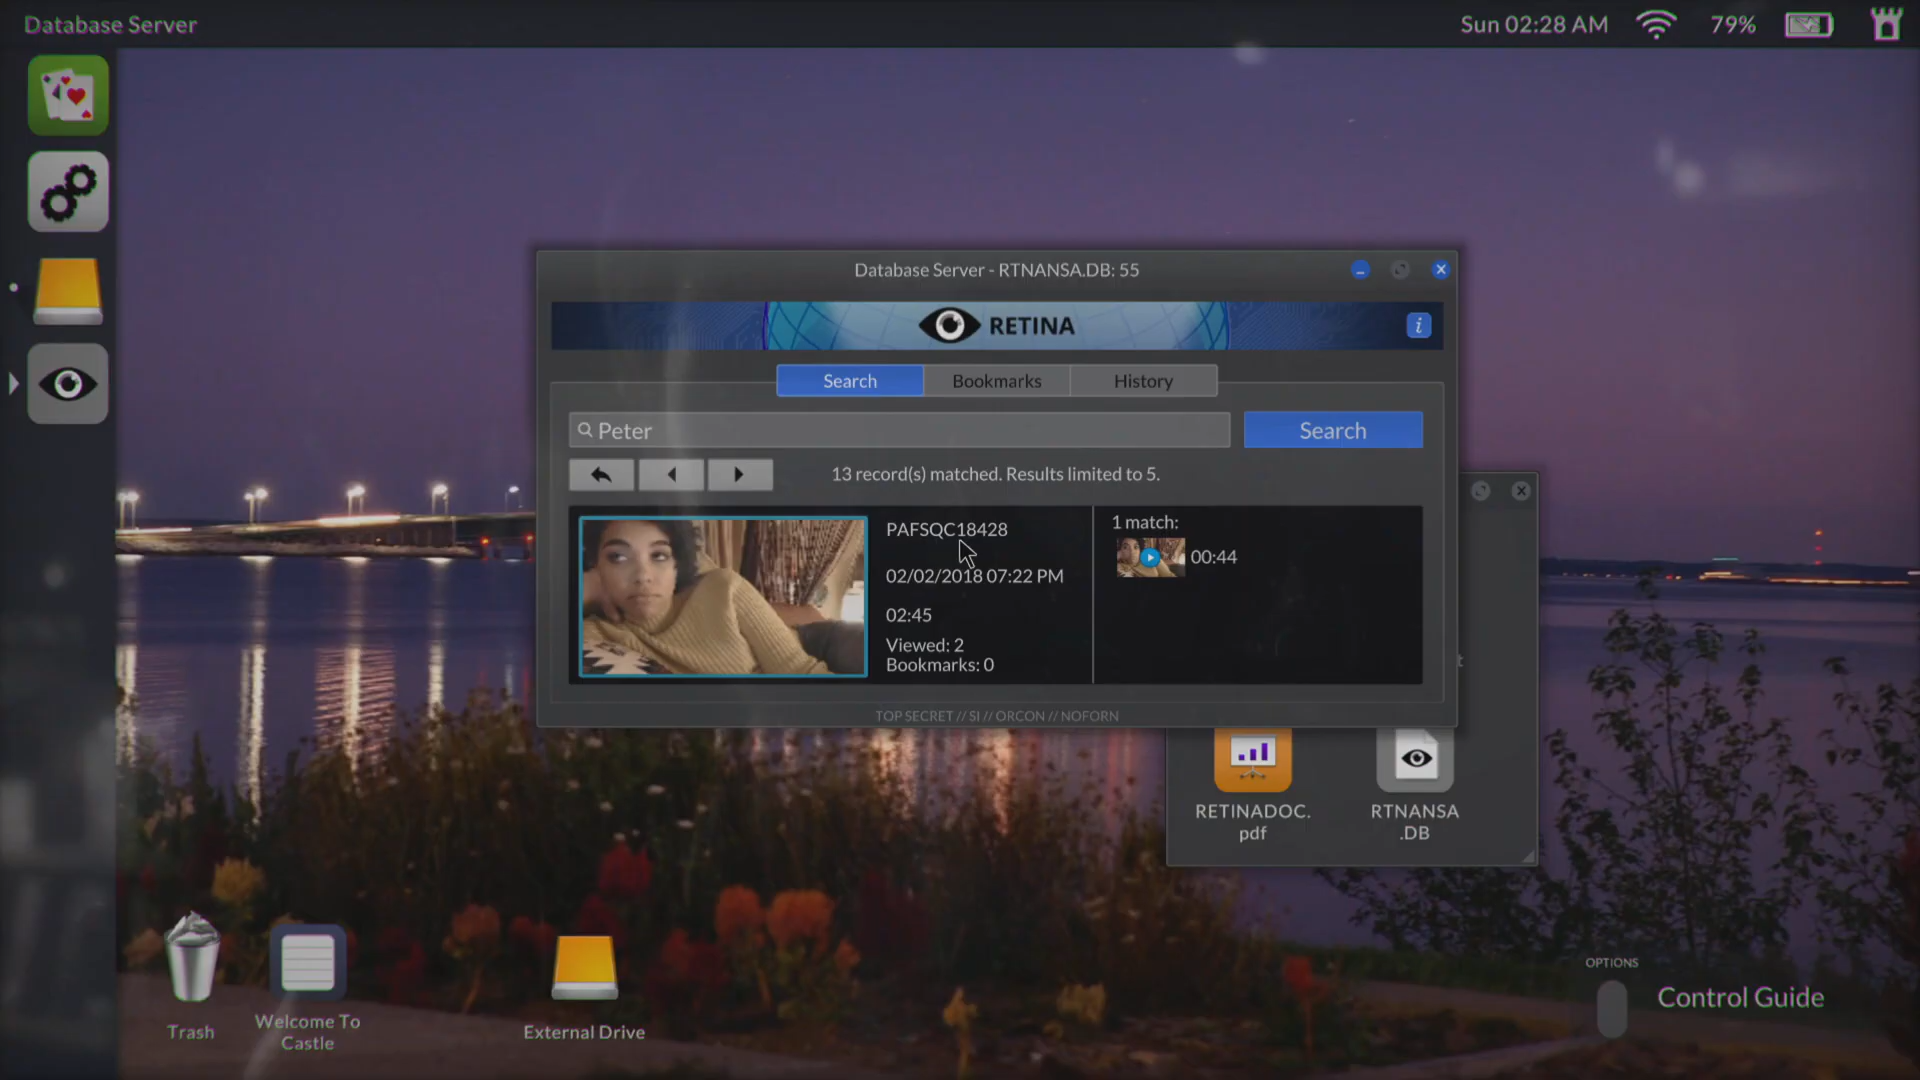 Database Server
Sun 02:28 AM
79%
Database Server - RTNANSA.DB: 55
RETINA
i
Search
Bookmarks
History
Peter
Search
13 record(s) matched. Results limited to 5.
PAFSQC18428
02/02/2018 07:22 PM
02:45
Viewed: 2
Bookmarks: 0
1 match:
00:44
TOP SECRET // SI // ORCON // NOFORN
RETINADOC.
pdf
RTNANSA
.DB
Trash
Welcome To
Castle
External Drive
OPTIONS
Control Guide